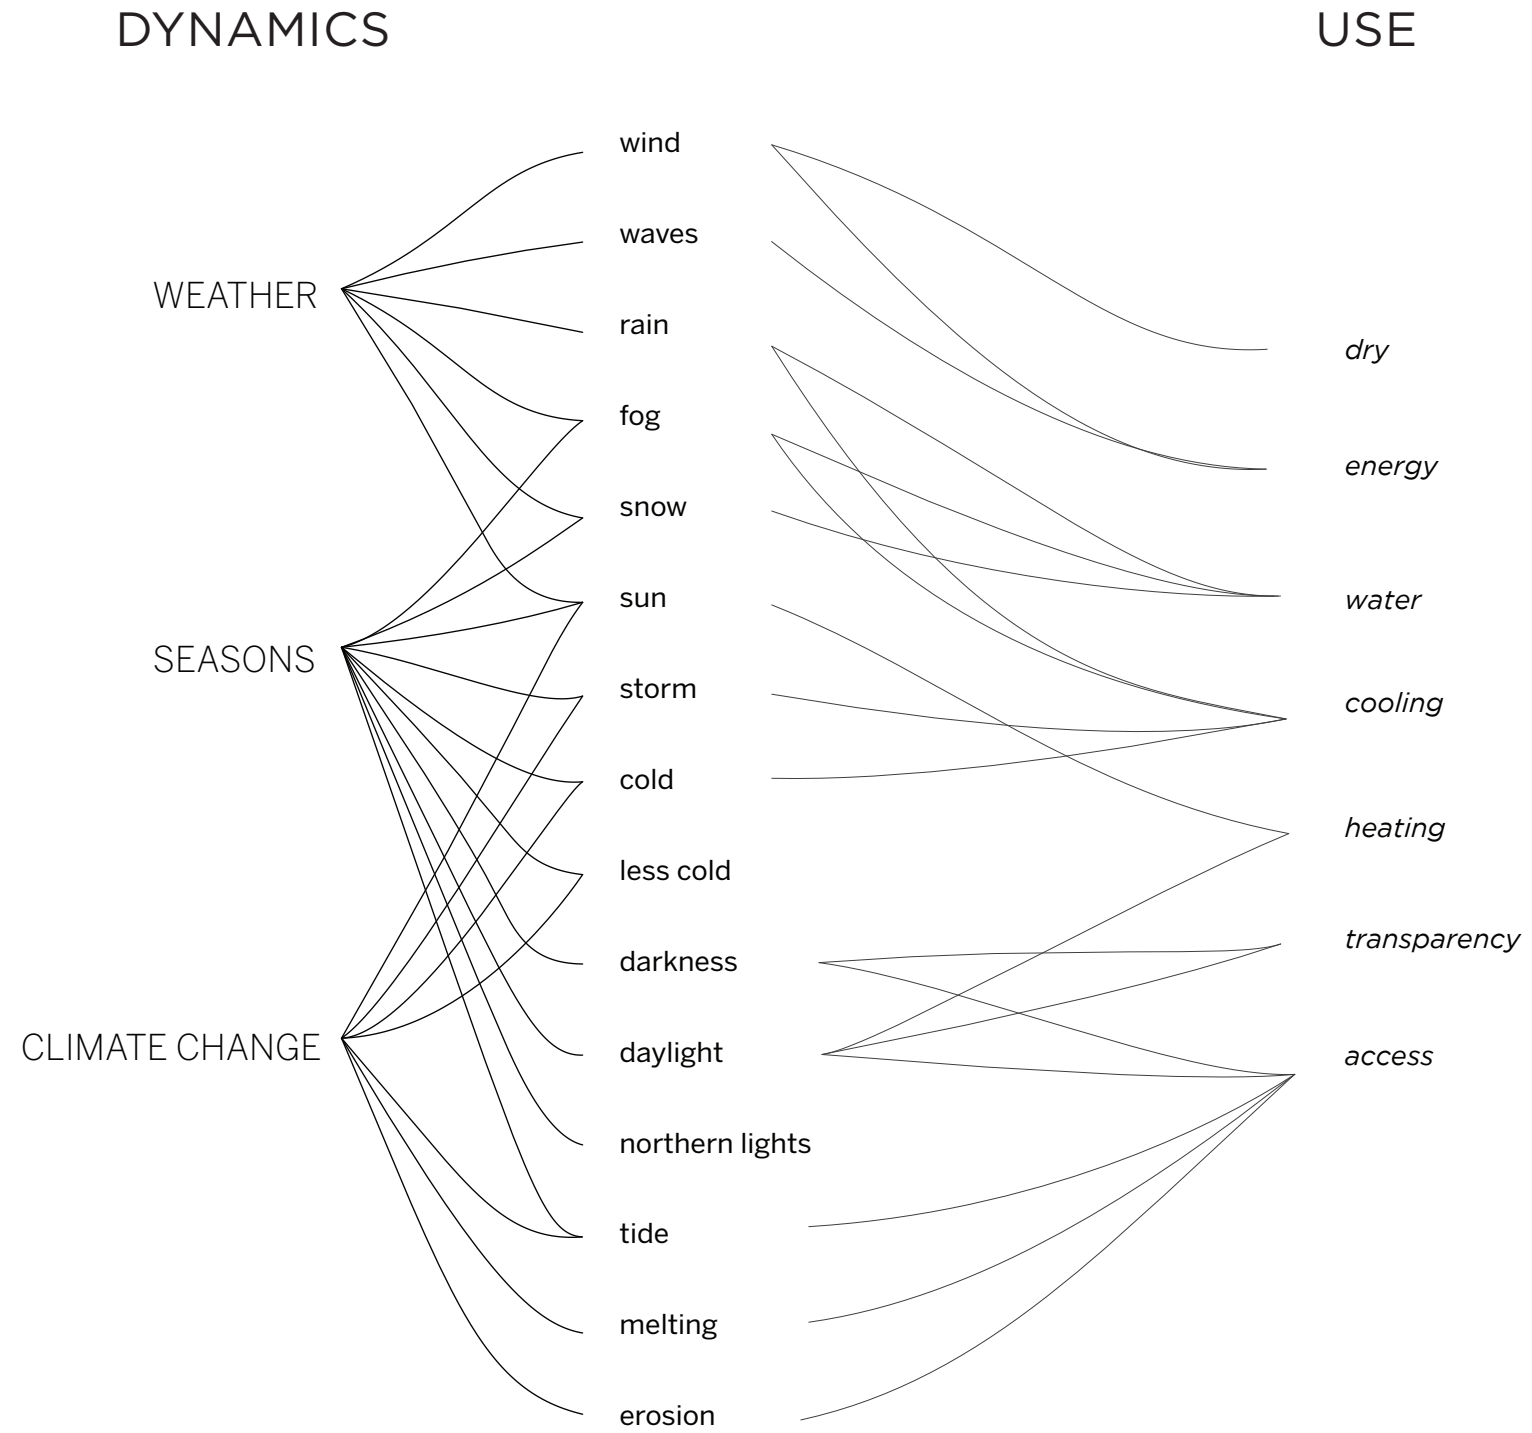 DYNAMICS
USE
WEATHER
SEASONS
CLIMATE CHANGE
wind
waves
rain
fog
snow
sun
storm
cold
less cold
darkness
daylight
northern lights
tide
melting
erosion
dry
energy
water
cooling
heating
transparency
access